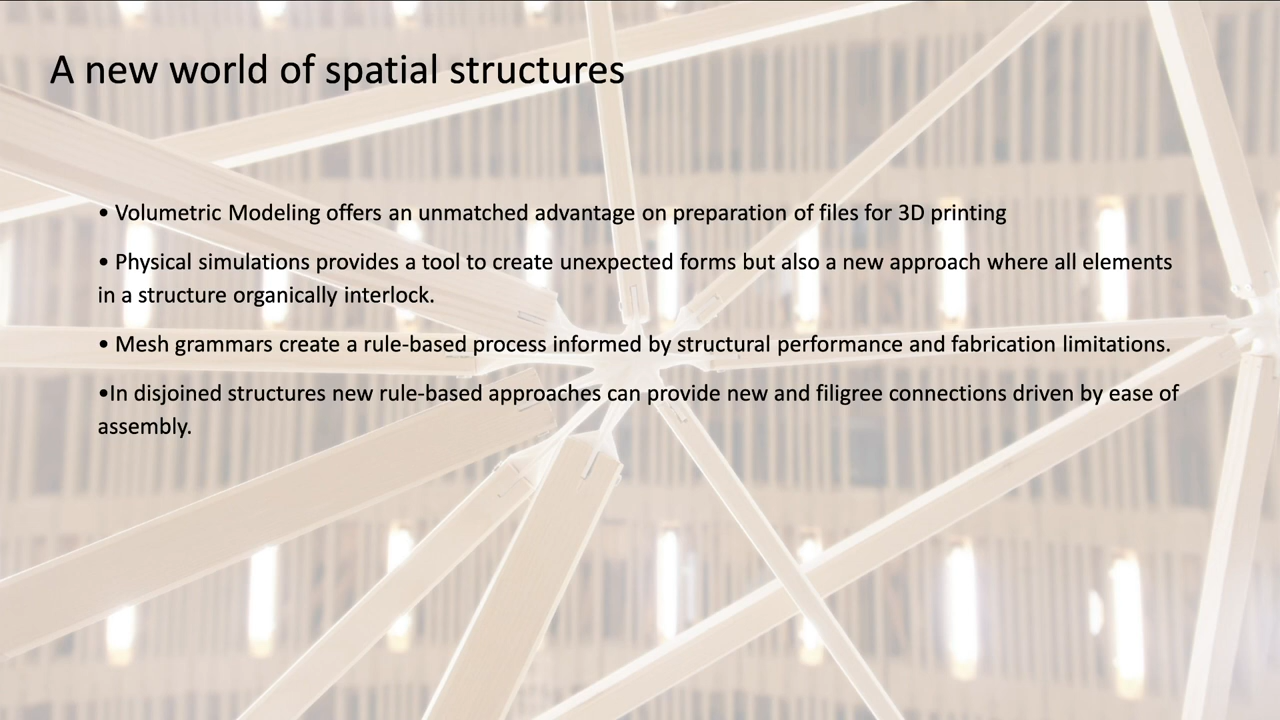 A new world of spatial structures
• Volumetric Modeling offers an unmatched advantage on preparation of files for 3D printing
• Physical simulations provides a tool to create unexpected forms but also a new approach where all elements
in a structure organically interlock.
• Mesh grammars create a rule-based process informed by structural performance and fabrication limitations.
•In disjoined structures new rule-based approaches can provide new and filigree connections driven by ease of
assembly.